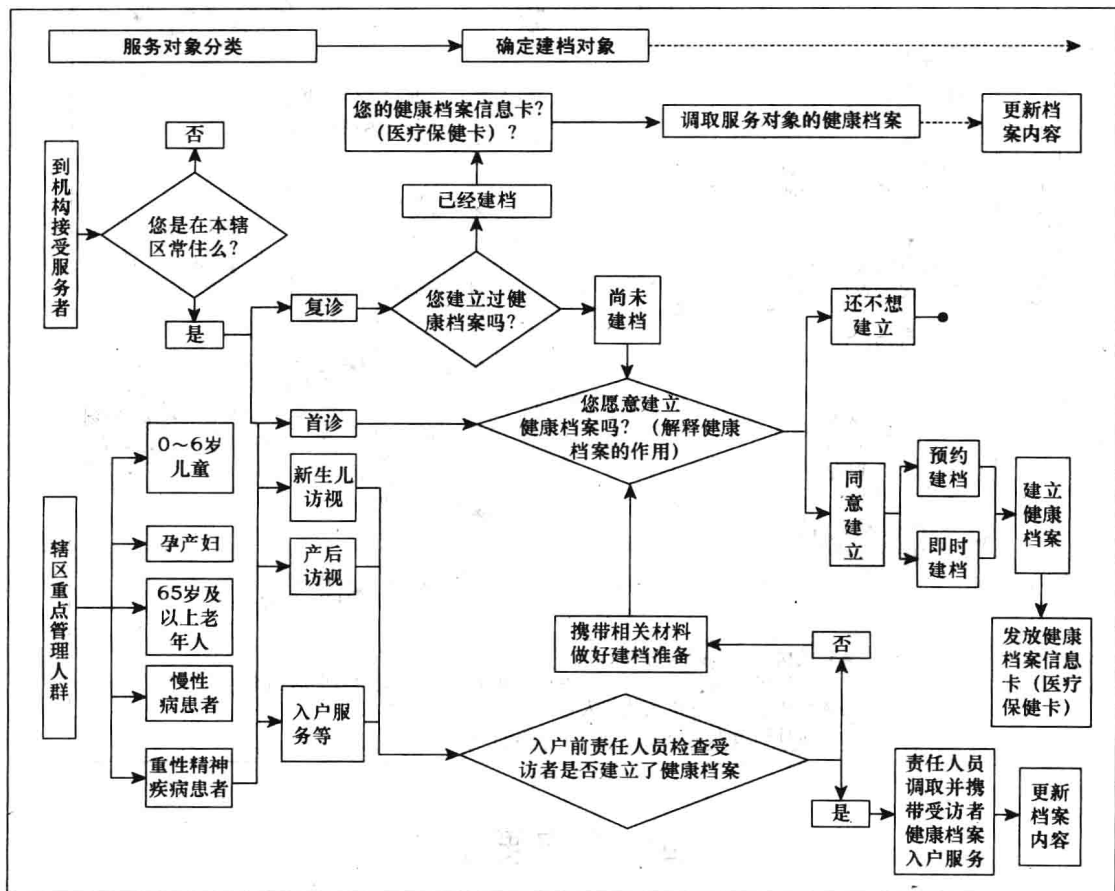 服务对象分类
确定建档对象
您的健康档案信息卡?
(医疗保健卡)?
调取服务对象的健康档案
更新档
案内容
否
到机构接受服务者
已经建档
您是在本辖
区常住么?
是
复诊
您建立过健
康档案吗?
尚未
建档
还不想
建立
首诊
您愿意建立
健康档案吗?(解释健康
档案的作用)
0～6岁
儿童
新生儿
访视
孕产妇
产后
访视
辖区重点管理人群
65岁及
以上老
年人
慢性
病患者
重性精神
疾病患者
入户服
务等
同意建立
预约
建档
即时
建档
建立
健康
档案
发放健康
档案信息
卡(医疗
保健卡)
携带相关材料
做好建档准备
否
入户前责任人员检查受
访者是否建立了健康档案
是
责任人员
调取并携
带受访者
健康档案
入户服务
更新
档案
内容